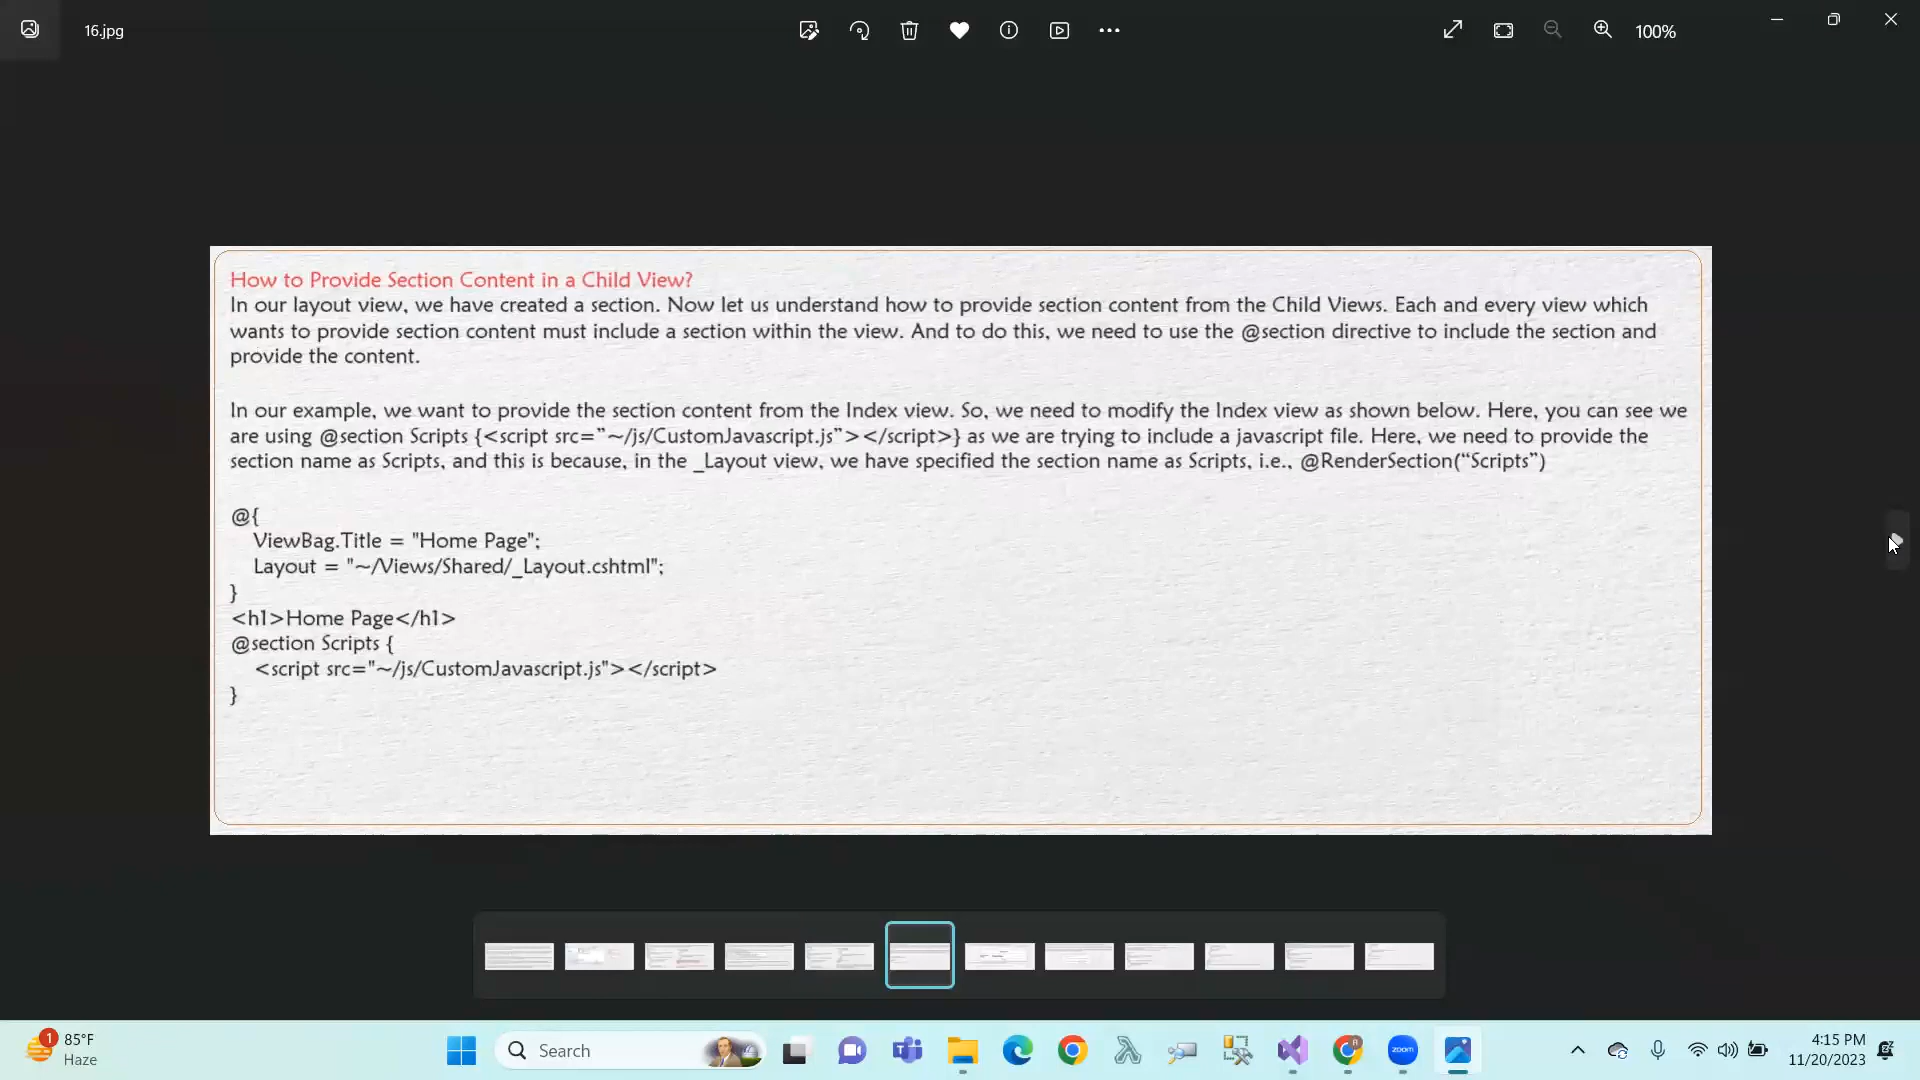 16.jpg
100%
How to Provide Section Content in a Child View?
In our layout view, we have created a section. Now let us understand how to provide section content from the Child Views. Each and every view which
wants to provide section content must include a section within the view. And to do this, we need to use the @section directive to include the section and
provide the content.
In our example, we want to provide the section content from the Index view. So, we need to modify the Index view as shown below. Here, you can see we
are using @section Scripts {<script src=”~/js/CustomJavascript.js”></script>} as we are trying to include a javascript file. Here, we need to provide the
section name as Scripts, and this is because, in the _Layout view, we have specified the section name as Scripts, i.e., @RenderSection(“Scripts”)
@{
ViewBag.Title = "Home Page";
Layout = "~/Views/Shared/_Layout.cshtml";
}
<h1>Home Page</h1>
@section Scripts {
<script src="~/js/CustomJavascript.js"></script>
}
1
85°F
Haze
Search
zoom
4:15 PM
11/20/2023